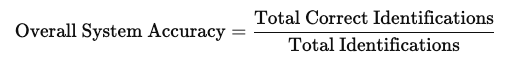 Overall System Accuracy = Total Correct Identifications / Total Identifications